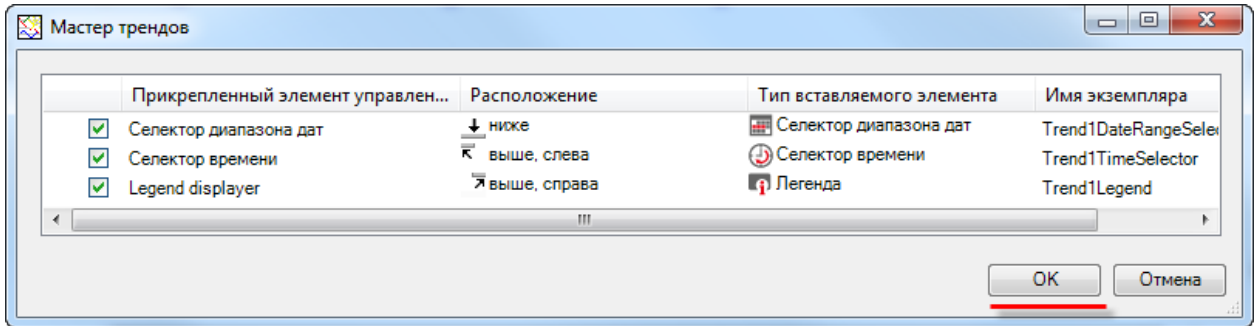 Мастер трендов
Прикрепленный элемент управлен... Расположение Тип вставляемого элемента Имя экземпляра
Селектор диапазона дат ниже Селектор диапазона дат Trend1DateRangeSele
Селектор времени выше, слева Селектор времени Trend1TimeSelector
Legend displayer выше, справа Легенда Trend1Legend
OK Отмена